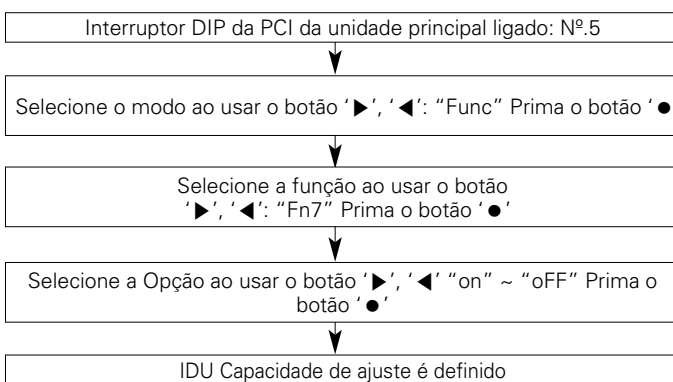 Interruptor DIP da PCI da unidade principal ligado: Nº.5
Selecione o modo ao usar o botão ‘▶’, ‘◀’: “Func” Prima o botão ‘●
Selecione a função ao usar o botão
‘▶’, ‘◀’: “Fn7” Prima o botão ‘●’
Selecione a Opção ao usar o botão ‘▶’, ‘◀’ “on” ~ “oFF” Prima o
botão ‘●’
IDU Capacidade de ajuste é definido